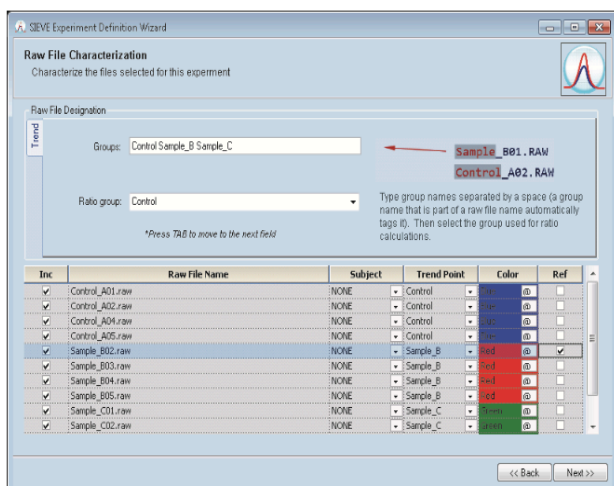 SIEVE Experiment Definition Wizard
Raw File Characterization
Characterize the files selected for this experment
Raw File Designation
Trend
Groups: Control Sample_B Sample_C
Sample_B01.RAW
Control_A02.RAW
Ratio group: Control
Type group names separated by a space (a group
name that is part of a raw file name automatically
tags it). Then select the group used for ratio
calculations.
*Press TAB to move to the next field
Inc Raw File Name Subject Trend Point Color Ref
Control_A01.raw NONE Control @
Control_A02.raw NONE Control @
Control_A04.raw NONE Control @
Control_A05.raw NONE Control @
Sample_B02.raw NONE Sample_B Red @
Sample_B03.raw NONE Sample_B Red @
Sample_B04.raw NONE Sample_B Red @
Sample_B05.raw NONE Sample_B Red @
Sample_C01.raw NONE Sample_C Green @
Sample_C02.raw NONE Sample_C Green @
<< Back Next >>